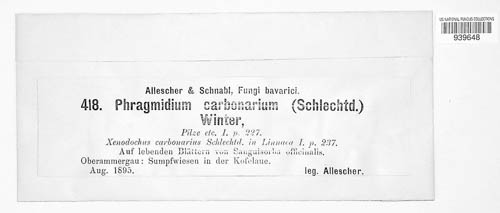 US NATIONAL FUNGUS COLLECTIONS
939648
Allescher & Schnabl, Fungi bavarici.
418. Phragmidium carbonarium (Schlechtd.)
Winter,
Pilze etc. I. p. 227.
Xenodochus carbonarius Schlechtd. in Linnaea I. p. 237.
Auf lebenden Blättern von Sanguisorba officinalis.
Oberammergau: Sumpfwiesen in der Kofelaue.
Aug. 1895. leg. Allescher.